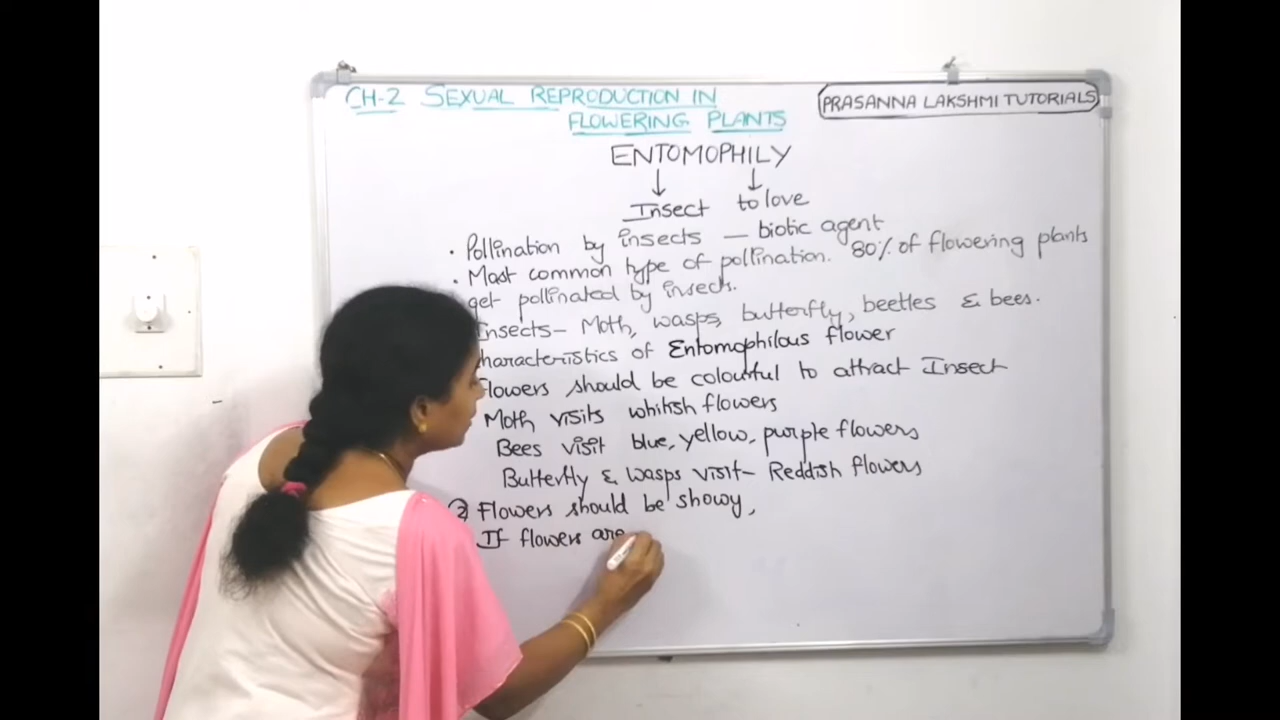 CH-2 SEXUAL REPRODUCTION IN
FLOWERING PLANTS
PRASANNA LAKSHMI TUTORIALS
ENTOMOPHILY
Insect to love
• Pollination by insects — biotic agent
• Most common type of pollination. 80% of flowering plants
get pollinated by insects.
Insects- Moth, wasps, butterfly, beetles & bees.
haracteristics of Entomophilous flower
Flowers should be colourful to attract Insect
Moth visits whitish flowers
Bees visit blue, yellow, purple flowers
Butterfly & wasps visit- Reddish flowers
② Flowers should be showy,
If flowers are